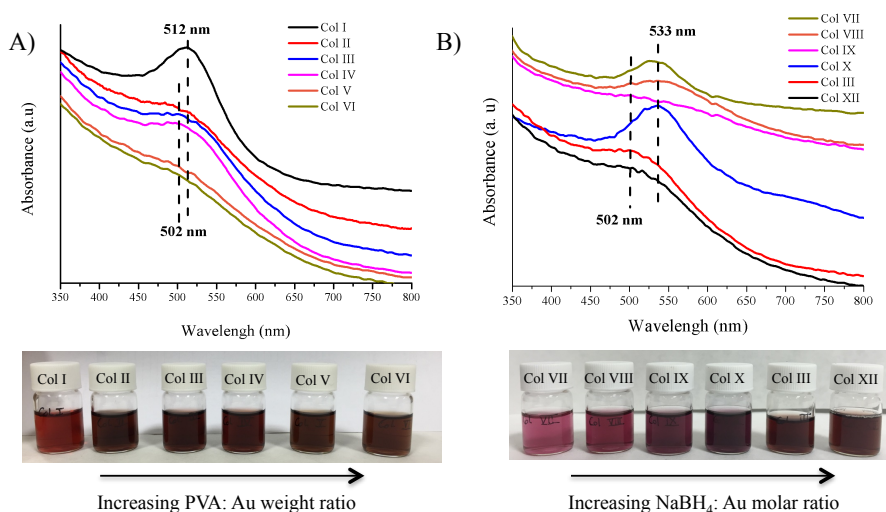 A)
512 nm
Col I
Col II
Col III
Col IV
Col V
Col VI
Absorbance (a.u)
502 nm
350 400 450 500 550 600 650 700 750 800
Wavelengh (nm)
Col I Col II Col III Col IV Col V Col VI
Increasing PVA: Au weight ratio
B)
533 nm
Col VII
Col VIII
Col IX
Col X
Col III
Col XII
Absorbance (a. u)
502 nm
350 400 450 500 550 600 650 700 750 800
Wavelengh (nm)
Col VII Col VIII Col IX Col X Col III Col XII
Increasing NaBH₄: Au molar ratio